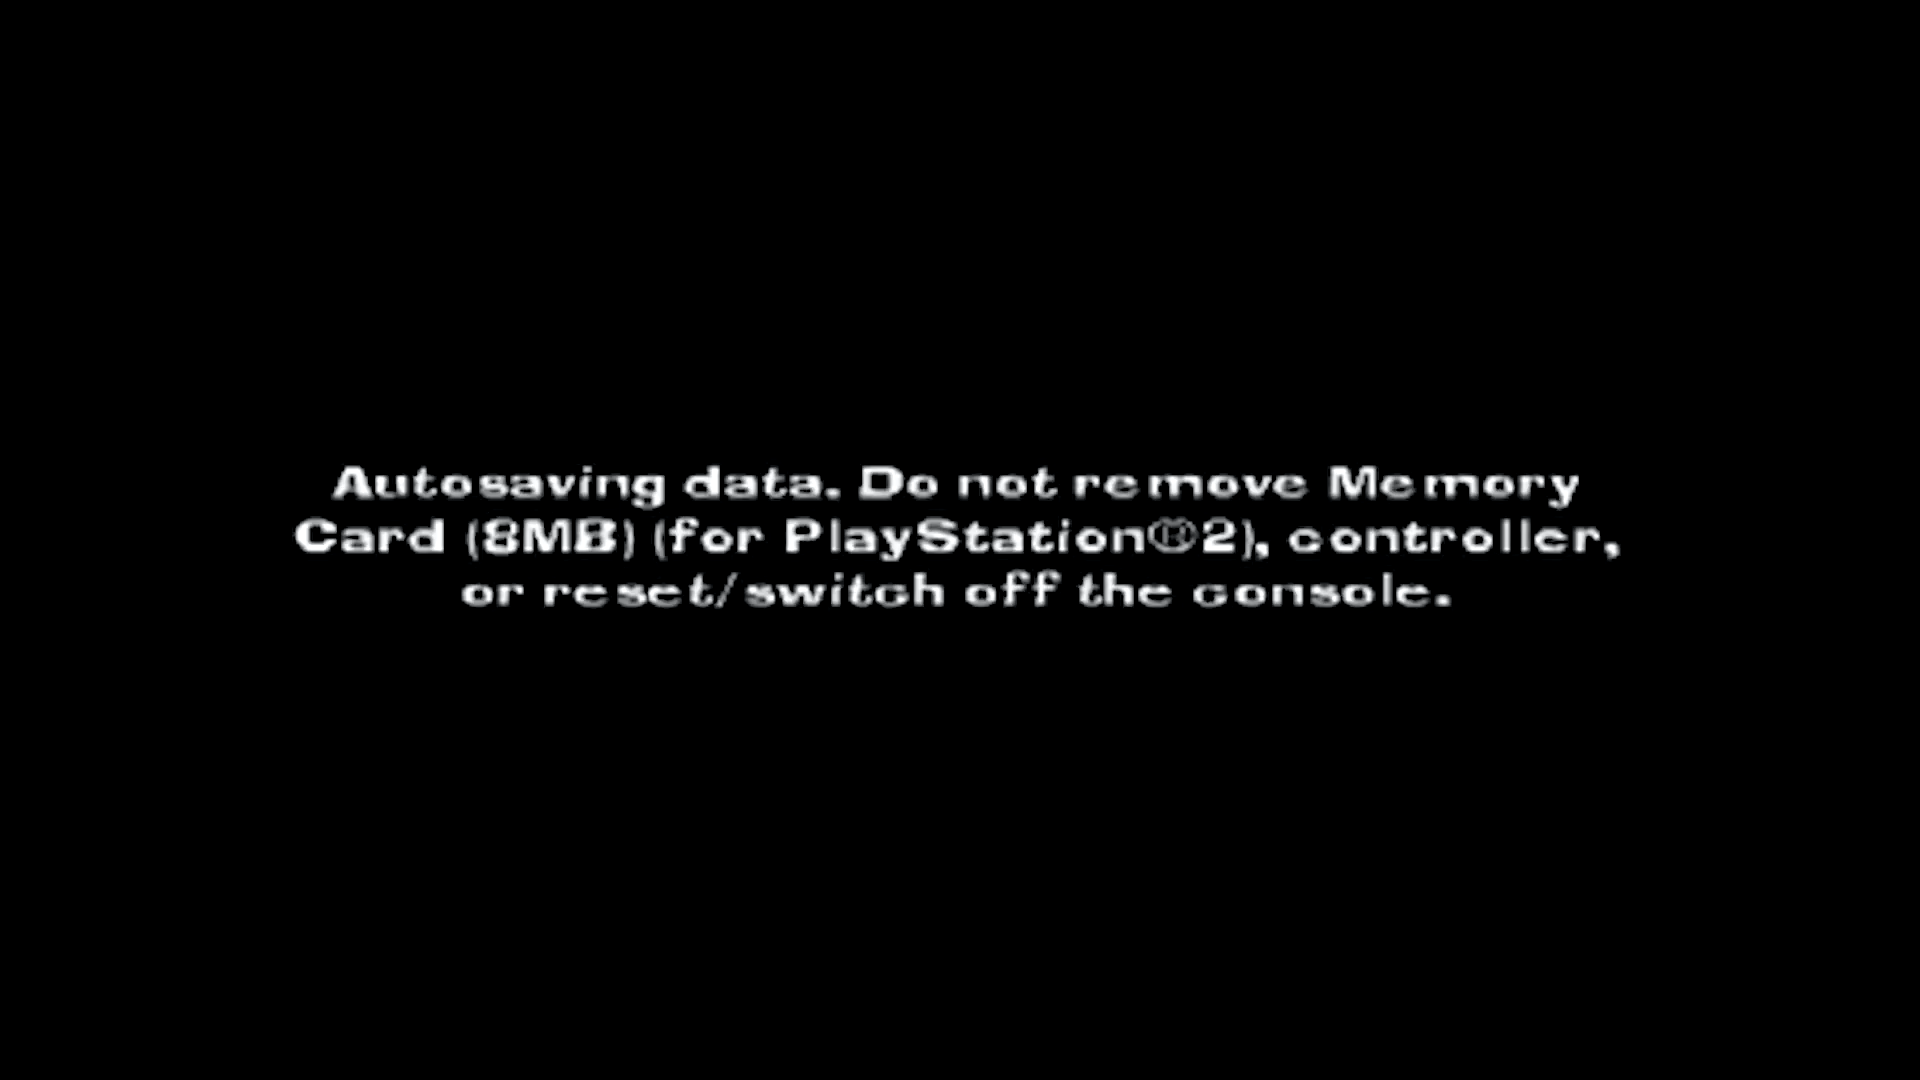 Autosaving data. Do not remove Memory
Card (8MB) (for PlayStation®2), controller,
or reset/switch off the console.